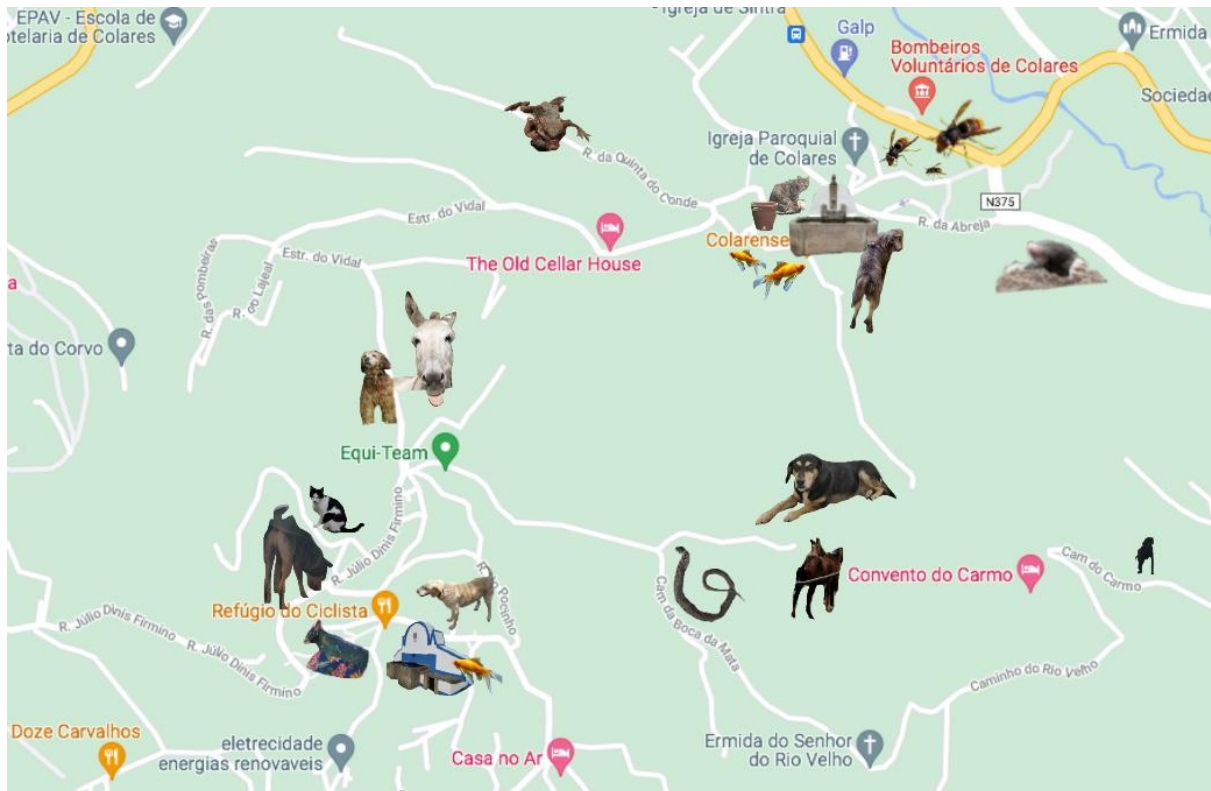 EPAV - Escola de
otelaria de Colares
Igreja de Sintra
Galp
Ermida
Bombeiros
Voluntários de Colares
Sociedad
Igreja Paroquial
de Colares
R. da Quinta do Conde
N375
R. da Abreja
Estr. do Vidal
Colarense
The Old Cellar House
Estr. do Vidal
R. das Pombeiras
R. do Lajeal
a
ta do Corvo
Equi-Team
R. Júlio Dinis Firmino
Convento do Carmo
Cam do Carmo
Refúgio do Ciclista
Pocinho
Cam da Boca da Mata
R. Júlio Dinis Firmino
R. Júlio Dinis Firmino
Caminho do Rio Velho
Doze Carvalhos
eletrecidade
energias renovaveis
Casa no Ar
Ermida do Senhor
do Rio Velho